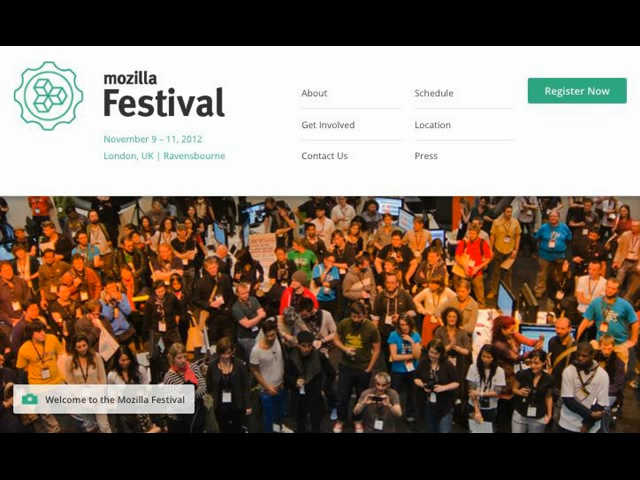 mozilla
Festival
November 9 – 11, 2012
London, UK | Ravensbourne
About
Schedule
Get Involved
Location
Contact Us
Press
Register Now
Welcome to the Mozilla Festival